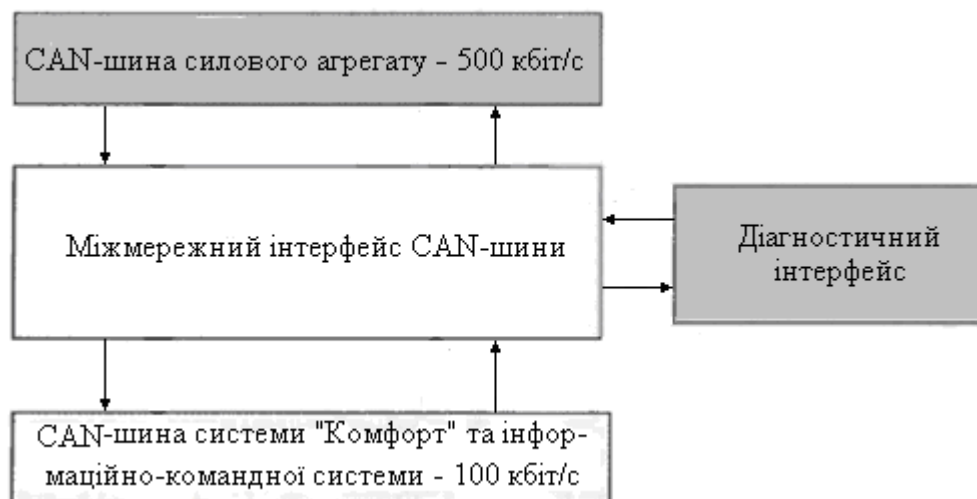 CAN-шина силового агрегату - 500 кбіт/с
Міжмережний інтерфейс CAN-шини
Діагностичний
інтерфейс
CAN-шина системи "Комфорт" та інфор-
маційно-командної системи - 100 кбіт/с